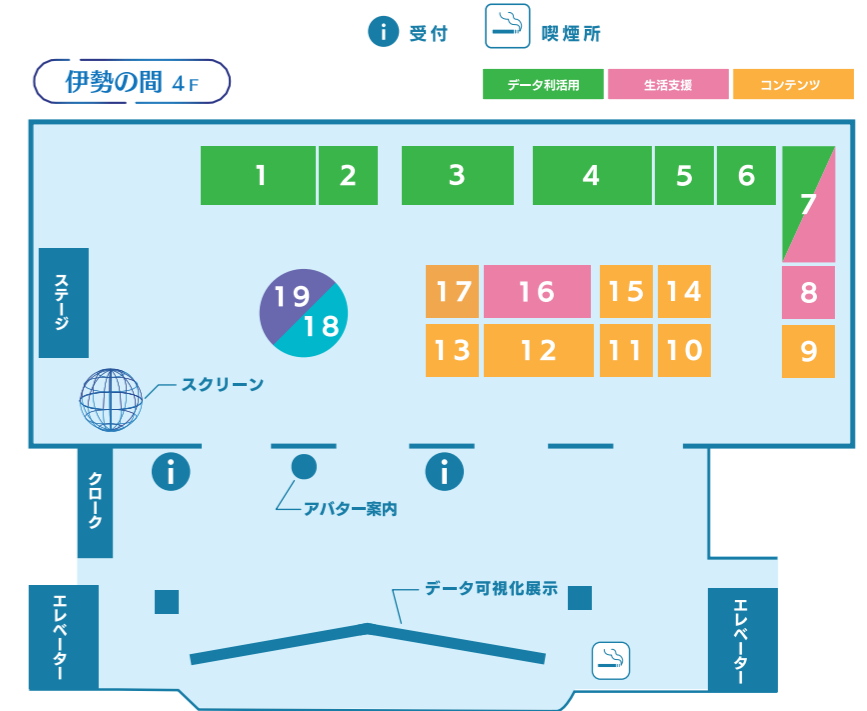 i 受付 喫煙所
伊勢の間 4F
データ利活用 生活支援 コンテンツ
1 2 3 4 5 6 7
ステージ
19 18
17 16 15 14 8
13 12 11 10 9
スクリーン
クローク
i i
アバター案内
データ可視化展示
エレベーター エレベーター